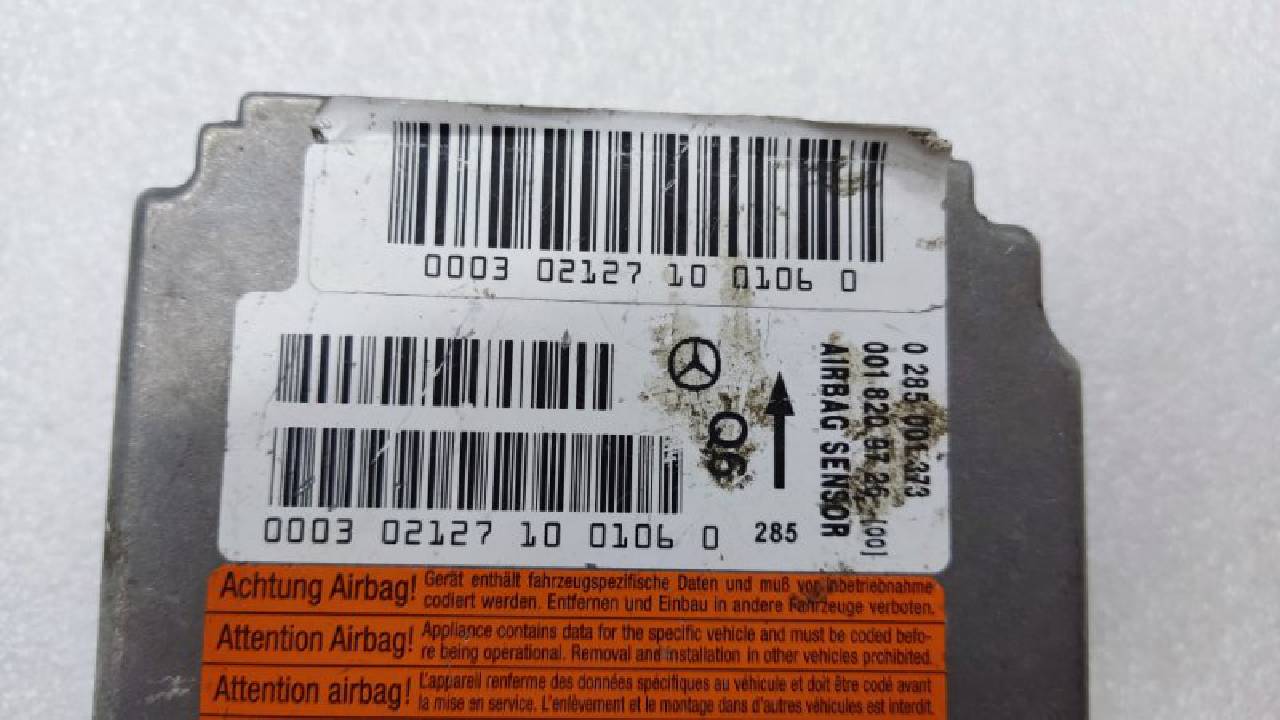 0003 02127 10 0106 0
0 285 001 373
001 820 97 26 [00]
AIRBAG SENSOR
Q6
0003 02127 10 0106 0
285
Achtung Airbag! Gerät enthält fahrzeugspezifische Daten und muß vor Inbetriebnahme
codiert werden. Entfernen und Einbau in andere Fahrzeuge verboten.
Attention Airbag! Appliance contains data for the specific vehicle and must be coded befo-
re being operational. Removal and installation in other vehicles prohibited.
Attention airbag! L'appareil renferme des données spécifiques au véhicule et doit être codé avant
la mise en service. L'enlèvement et le montage dans d'autres véhicules est interdit.